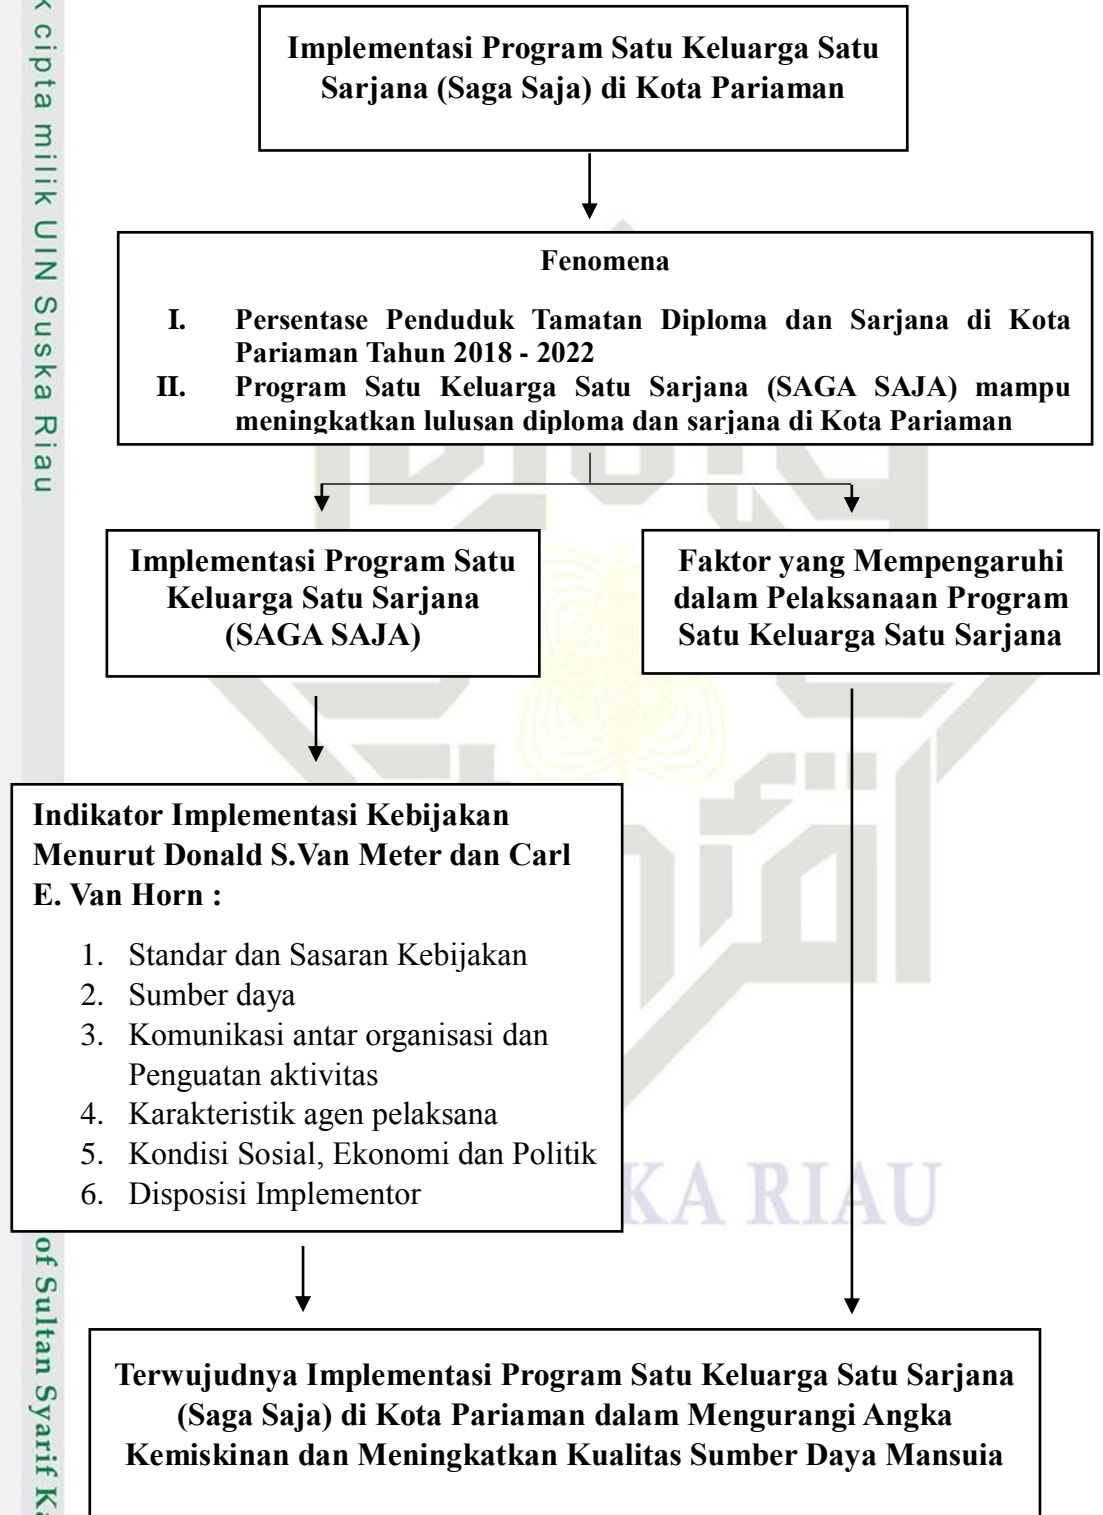 Implementasi Program Satu Keluarga Satu
Sarjana (Saga Saja) di Kota Pariaman
Fenomena
I. Persentase Penduduk Tamatan Diploma dan Sarjana di Kota
Pariaman Tahun 2018 - 2022
II. Program Satu Keluarga Satu Sarjana (SAGA SAJA) mampu
meningkatkan lulusan diploma dan sarjana di Kota Pariaman
Implementasi Program Satu
Keluarga Satu Sarjana
(SAGA SAJA)
Faktor yang Mempengaruhi
dalam Pelaksanaan Program
Satu Keluarga Satu Sarjana
Indikator Implementasi Kebijakan
Menurut Donald S.Van Meter dan Carl
E. Van Horn :
1. Standar dan Sasaran Kebijakan
2. Sumber daya
3. Komunikasi antar organisasi dan
Penguatan aktivitas
4. Karakteristik agen pelaksana
5. Kondisi Sosial, Ekonomi dan Politik
6. Disposisi Implementor
Terwujudnya Implementasi Program Satu Keluarga Satu Sarjana
(Saga Saja) di Kota Pariaman dalam Mengurangi Angka
Kemiskinan dan Meningkatkan Kualitas Sumber Daya Mansuia
cipta milik UIN Suska Riau
of Sultan Syarif
KA RIAU